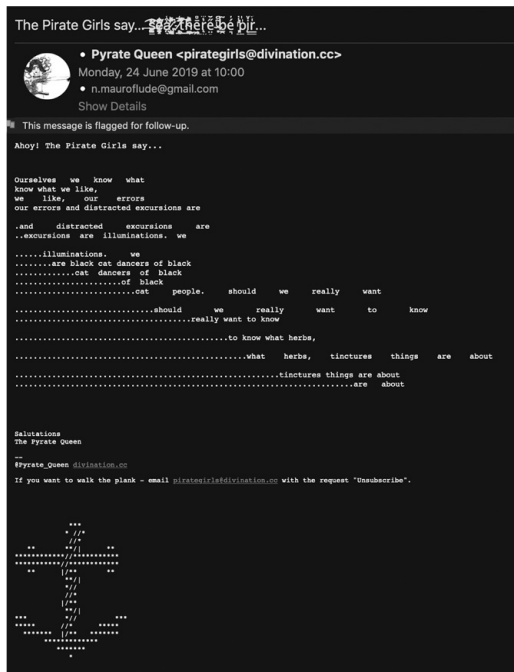 The Pirate Girls say... sea, there be pir...
• Pyrate Queen <pirategirls@divination.cc>
Monday, 24 June 2019 at 10:00
• n.mauroflude@gmail.com
Show Details
This message is flagged for follow-up.
Ahoy! The Pirate Girls say...
Ourselves we know what
know what we like,
we like, our errors
our errors and distracted excursions are
.and distracted excursions are
..excursions are illuminations. we
......illuminations. we
........are black cat dancers of black
.............cat dancers of black
.......................of black
..........................cat people. should we really want
..............................should we really want to know
......................................really want to know
..............................................to know what herbs,
..................................................what herbs, tinctures things are about
.........................................................tinctures things are about
.........................................................................are about
Salutations
The Pyrate Queen
--
@Pyrate_Queen divination.cc
If you want to walk the plank - email pirategirls@divination.cc with the request "Unsubscribe".
***
* //*
//*
** **/| **
************//***********
***********//************
** |/** **
**/|
*//
//*
|/**
**/|
*** *// ***
***** //* *****
******* |/** *******
*************
*******
*